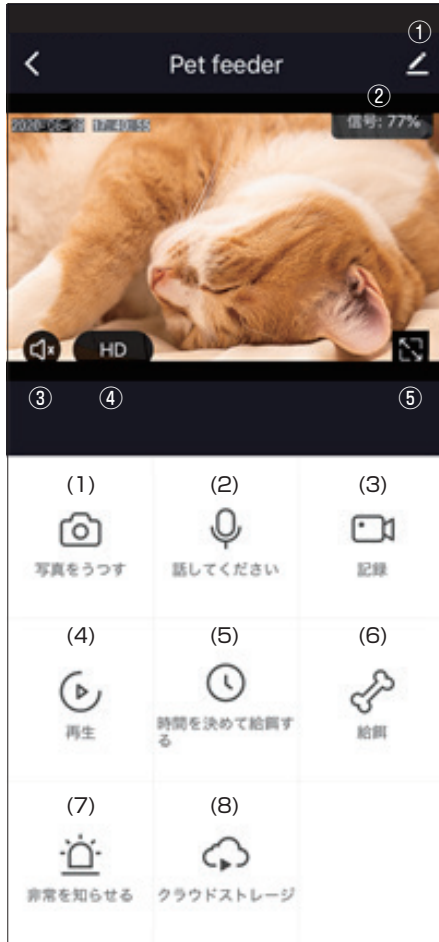 ①
Pet feeder
②
信号: 77%
HD
③ ④ ⑤
(1) (2) (3)
写真をうつす 話してください 記録
(4) (5) (6)
再生 時間を決めて給餌す
る 給餌
(7) (8)
非常を知らせる クラウドストレージ